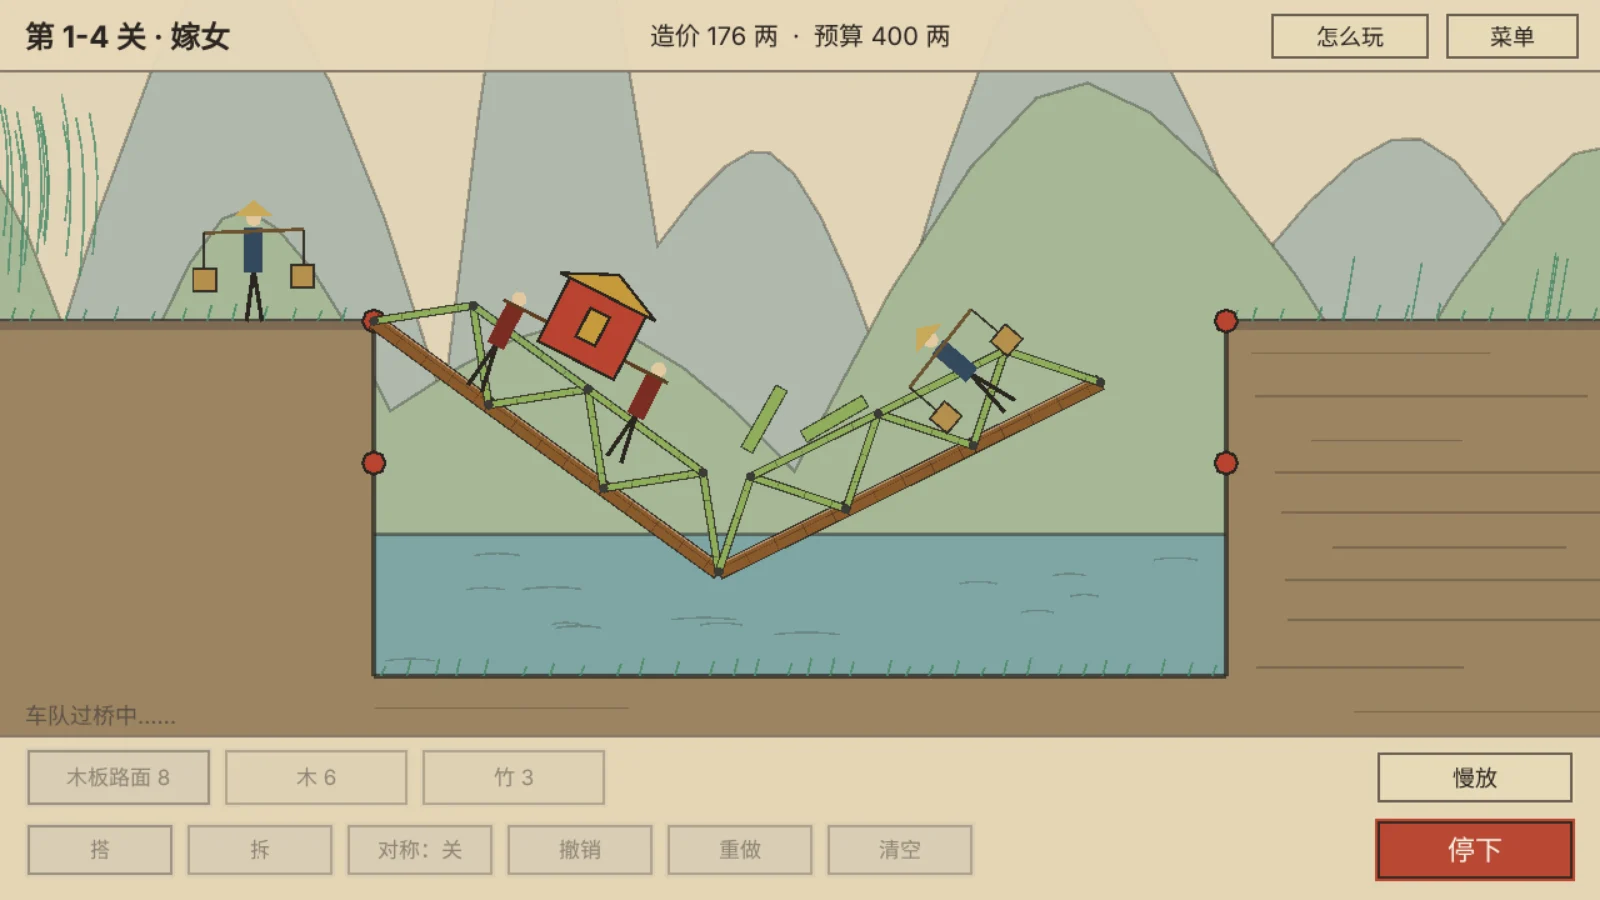 第 1-4 关 · 嫁女
造价 176 两 · 预算 400 两
怎么玩
菜单
车队过桥中……
木板路面 8
木 6
竹 3
慢放
搭
拆
对称：关
撤销
重做
清空
停下